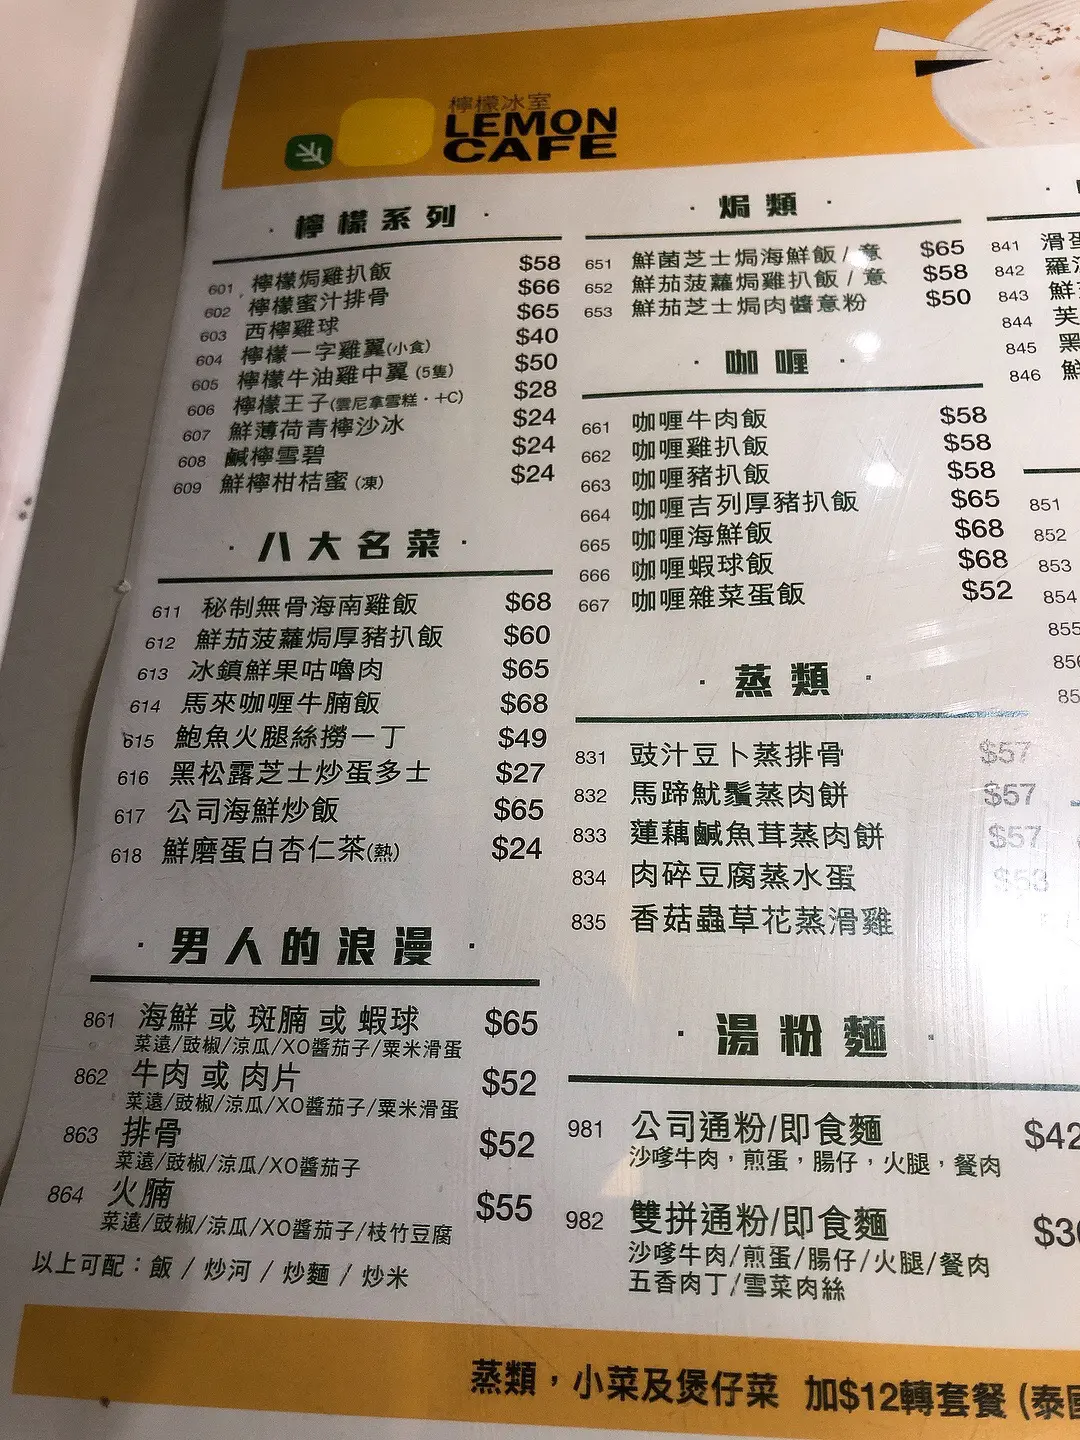 檸檬冰室
LEMON
CAFE
檸檬系列
601 檸檬焗雞扒飯 $58
602 檸檬蜜汁排骨 $66
603 西檸雞球 $65
604 檸檬一字雞翼(小食) $40
605 檸檬牛油雞中翼(5隻) $50
606 檸檬王子(雲尼拿雪糕·+C) $28
607 鮮薄荷青檸沙冰 $24
608 鹹檸雪碧 $24
609 鮮檸柑桔蜜(凍) $24
·八大名菜·
611 秘制無骨海南雞飯 $68
612 鮮茄菠蘿焗厚豬扒飯 $60
613 冰鎮鮮果咕嚕肉 $65
614 馬來咖喱牛腩飯 $68
615 鮑魚火腿絲撈一丁 $49
616 黑松露芝士炒蛋多士 $27
617 公司海鮮炒飯 $65
618 鮮磨蛋白杏仁茶(熱) $24
·男人的浪漫·
861 海鮮 或 斑腩 或 蝦球 $65
菜遠/豉椒/涼瓜/XO醬茄子/粟米滑蛋
862 牛肉 或 肉片 $52
菜遠/豉椒/涼瓜/XO醬茄子/粟米滑蛋
863 排骨 $52
菜遠/豉椒/涼瓜/XO醬茄子
864 火腩 $55
菜遠/豉椒/涼瓜/XO醬茄子/枝竹豆腐
以上可配：飯 / 炒河 / 炒麵 / 炒米
·焗類·
651 鮮菌芝士焗海鮮飯 / 意 $65
652 鮮茄菠蘿焗雞扒飯 / 意 $58
653 鮮茄芝士焗肉醬意粉 $50
·咖喱·
661 咖喱牛肉飯 $58
662 咖喱雞扒飯 $58
663 咖喱豬扒飯 $58
664 咖喱吉列厚豬扒飯 $65
665 咖喱海鮮飯 $68
666 咖喱蝦球飯 $68
667 咖喱雜菜蛋飯 $52
·蒸類·
831 豉汁豆卜蒸排骨 $57
832 馬蹄魷鬚蒸肉餅 $57
833 蓮藕鹹魚茸蒸肉餅 $57
834 肉碎豆腐蒸水蛋 $53
835 香菇蟲草花蒸滑雞
·湯粉麵·
981 公司通粉/即食麵 $42
沙嗲牛肉，煎蛋，腸仔，火腿，餐肉
982 雙拼通粉/即食麵
沙嗲牛肉/煎蛋/腸仔/火腿/餐肉
五香肉丁/雪菜肉絲
841 滑蛋
842 羅
843 鮮
844 芙
845 黑
846 鮮
851
852
853
854
855
蒸類，小菜及煲仔菜 加$12轉套餐 (泰國